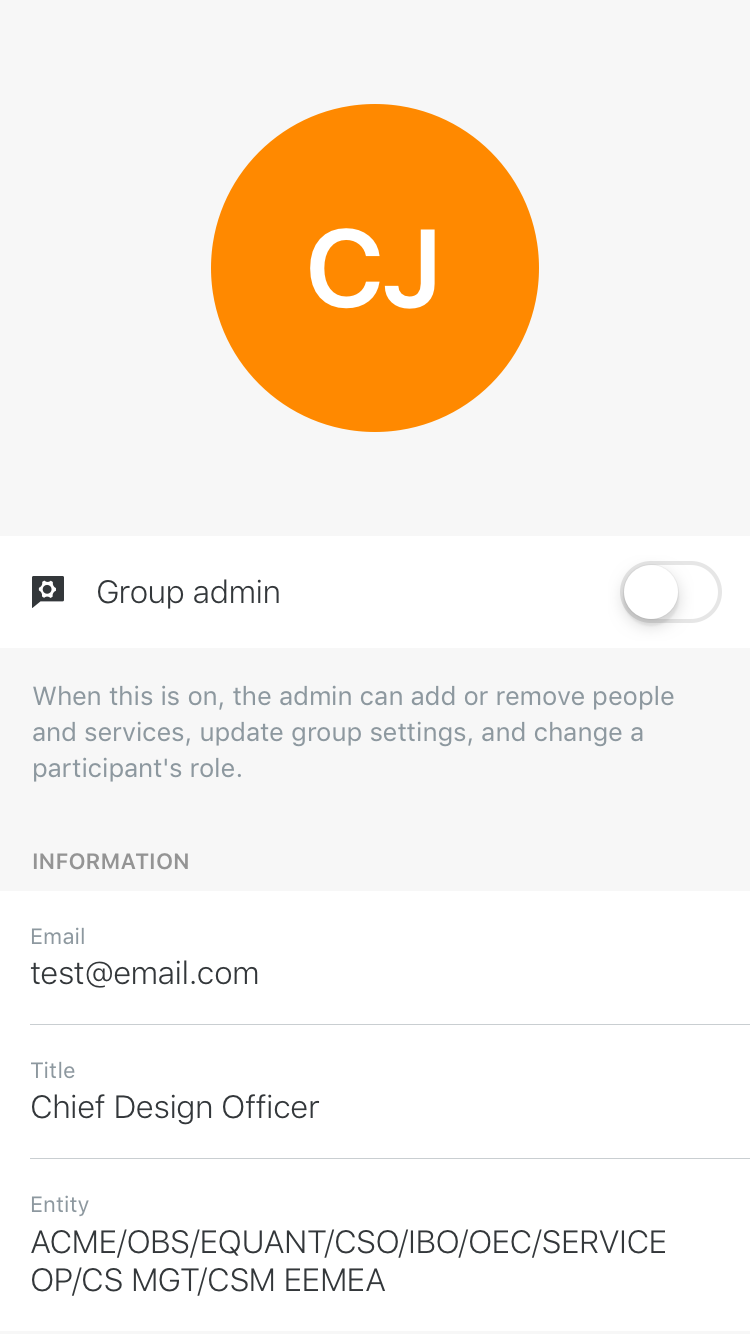 CJ
Group admin
When this is on, the admin can add or remove people
and services, update group settings, and change a
participant's role.
INFORMATION
Email
test@email.com
Title
Chief Design Officer
Entity
ACME/OBS/EQUANT/CSO/IBO/OEC/SERVICE
OP/CS MGT/CSM EEMEA